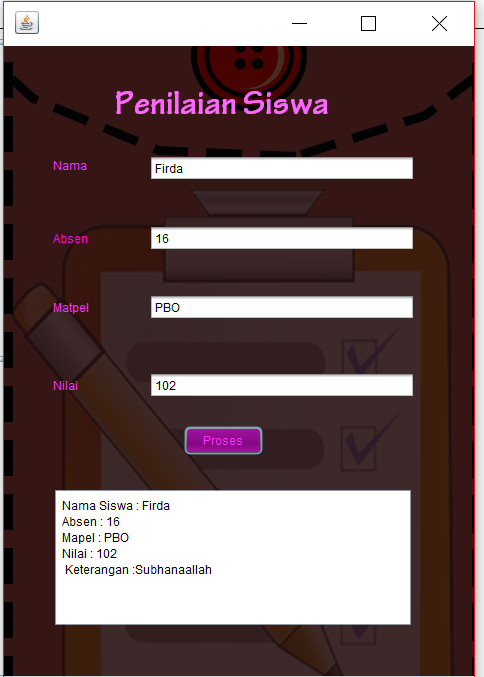 Penilaian Siswa
Nama
Firda
Absen
16
Matpel
PBO
Nilai
102
Proses
Nama Siswa : Firda
Absen : 16
Mapel : PBO
Nilai : 102
Keterangan :Subhanaallah